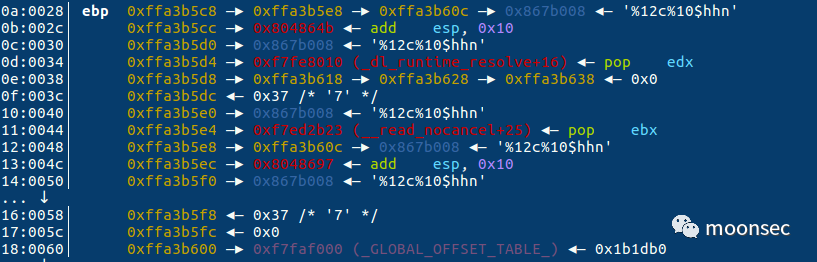 0a:0028│ ebp 0xffa3b5c8 —▸ 0xffa3b5e8 —▸ 0xffa3b60c —▸ 0x867b008 ◂— '%12c%10$hhn'
0b:002c│ 0xffa3b5cc —▸ 0x804864b ◂— add esp, 0x10
0c:0030│ 0xffa3b5d0 —▸ 0x867b008 ◂— '%12c%10$hhn'
0d:0034│ 0xffa3b5d4 —▸ 0xf7fe8010 (_dl_runtime_resolve+16) ◂— pop edx
0e:0038│ 0xffa3b5d8 —▸ 0xffa3b618 —▸ 0xffa3b628 —▸ 0xffa3b638 ◂— 0x0
0f:003c│ 0xffa3b5dc ◂— 0x37 /* '7' */
10:0040│ 0xffa3b5e0 —▸ 0x867b008 ◂— '%12c%10$hhn'
11:0044│ 0xffa3b5e4 —▸ 0xf7ed2b23 (__read_nocancel+25) ◂— pop ebx
12:0048│ 0xffa3b5e8 —▸ 0xffa3b60c —▸ 0x867b008 ◂— '%12c%10$hhn'
13:004c│ 0xffa3b5ec —▸ 0x8048697 ◂— add esp, 0x10
14:0050│ 0xffa3b5f0 —▸ 0x867b008 ◂— '%12c%10$hhn'
... ↓
16:0058│ 0xffa3b5f8 ◂— 0x37 /* '7' */
17:005c│ 0xffa3b5fc ◂— 0x0
18:0060│ 0xffa3b600 —▸ 0xf7faf000 (_GLOBAL_OFFSET_TABLE_) ◂— 0x1b1db0
moonsec